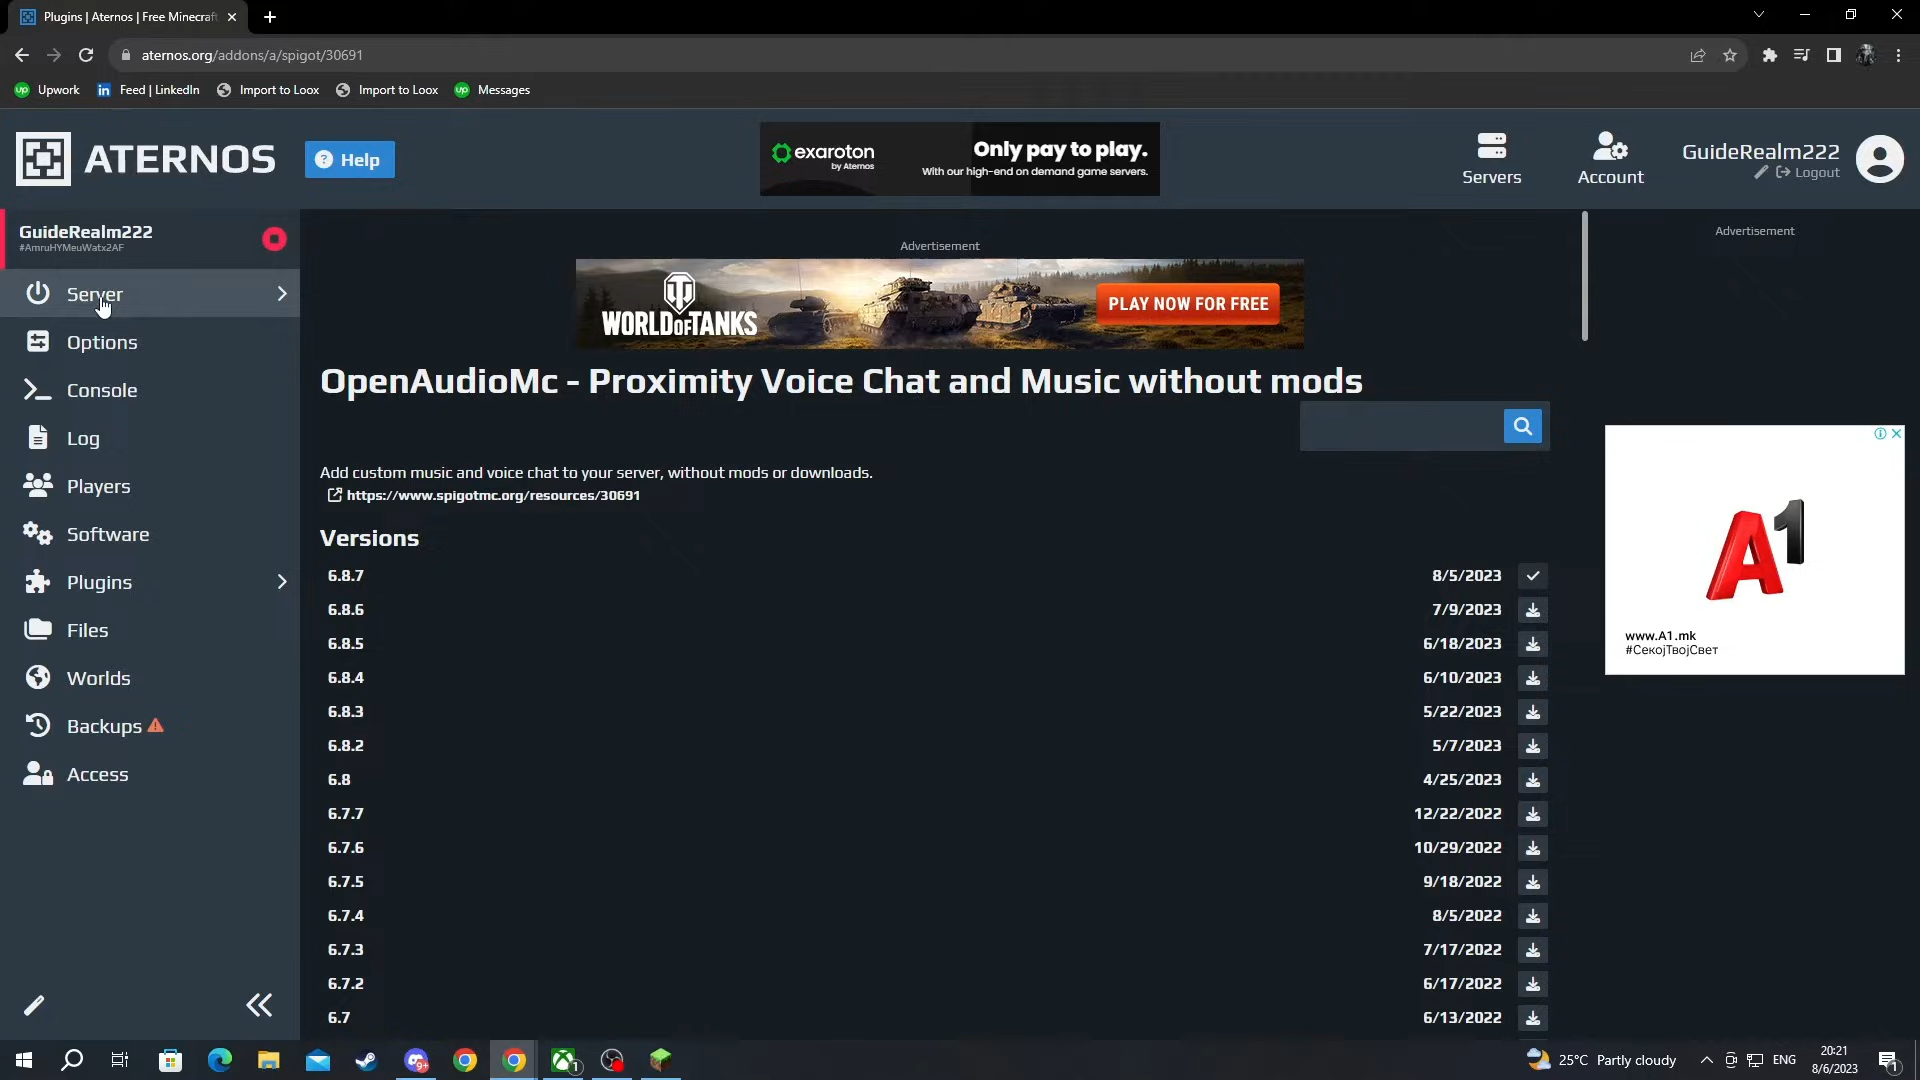 Plugins | Aternos | Free Minecraft
aternos.org/addons/a/spigot/30691
Upwork
Feed | LinkedIn
Import to Loox
Import to Loox
Messages
ATERNOS
Help
exaroton
by Aternos
Only pay to play.
With our high-end on demand game servers.
Servers
Account
GuideRealm222
Logout
GuideRealm222
#AmruHYMeuWatx2AF
Server
Options
Console
Log
Players
Software
Plugins
Files
Worlds
Backups
Access
Advertisement
WORLD OF TANKS
PLAY NOW FOR FREE
OpenAudioMc - Proximity Voice Chat and Music without mods
Add custom music and voice chat to your server, without mods or downloads.
https://www.spigotmc.org/resources/30691
Versions
6.8.7 8/5/2023
6.8.6 7/9/2023
6.8.5 6/18/2023
6.8.4 6/10/2023
6.8.3 5/22/2023
6.8.2 5/7/2023
6.8 4/25/2023
6.7.7 12/22/2022
6.7.6 10/29/2022
6.7.5 9/18/2022
6.7.4 8/5/2022
6.7.3 7/17/2022
6.7.2 6/17/2022
6.7 6/13/2022
Advertisement
A1
www.A1.mk
#СекојТвојСвет
9+
1
25°C Partly cloudy
ENG
20:21
8/6/2023
1